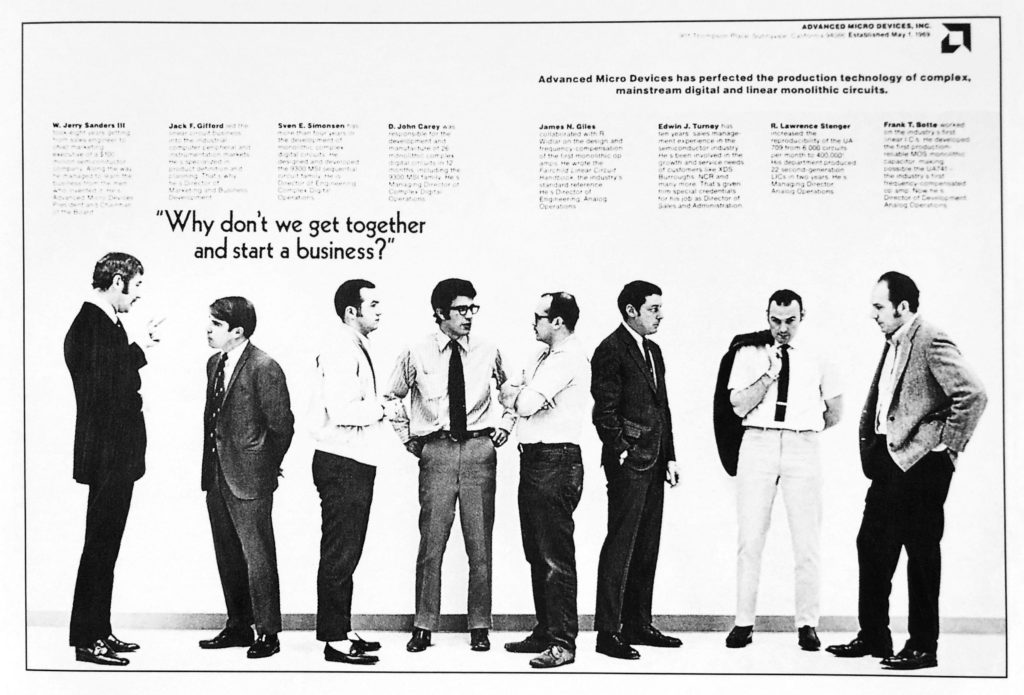 ADVANCED MICRO DEVICES, INC.
901 Thompson Place, Sunnyvale, California 94086 Established May 1, 1969
Advanced Micro Devices has perfected the production technology of complex,
mainstream digital and linear monolithic circuits.
W. Jerry Sanders III
took eight years getting
from sales engineer to
chief marketing
executive of a
million semiconductor
company. Along the way
he managed to learn the
business from the men
who invented it. He's
Advanced Micro Devices
President and Chairman
of the Board.
Jack F. Gifford led the
linear circuit business
into the industrial,
computer peripheral and
instrumentation markets.
He's specialized in
product definition and
planning. That's why
he's Director of
Marketing and Business
Development.
Sven E. Simonsen has
more than four years in
the development of
monolithic complex
digital circuits. He
designed and developed
the 9300 MSI sequential
circuit family. He's
Director of Engineering,
Complex Digital
Operations.
D. John Carey was
responsible for the
development and
manufacture of 26
monolithic complex
digital circuits in 12
months, including the
9300 MSI family. He's
Managing Director of
Complex Digital
Operations.
James N. Giles
collaborated with R.
Widlar on the design and
frequency compensation
of the first monolithic op
amps. He wrote the
Fairchild Linear Circuit
Handbook, the industry's
standard reference.
He's Director of
Engineering, Analog
Operations.
Edwin J. Turney has
ten years' sales manage-
ment experience in the
semiconductor industry.
He's been involved in the
growth and service needs
of customers like XDS,
Burroughs, NCR and
many more. That's given
him special credentials
for his job as Director of
Sales and Administration.
R. Lawrence Stenger
increased the
reproducibility of the UA
709 from 6,000 circuits
per month to 400,000!
His department produced
22 second-generation
LIC's in two years. He's
Managing Director,
Analog Operations.
Frank T. Botte worked
on the industry's first
linear I.C.'s. He developed
the first production-
reliable MOS monolithic
capacitor, making
possible the UA741—
the industry's first
frequency-compensated
op amp. Now he's
Director of Development,
Analog Operations.
"Why don't we get together
and start a business?"